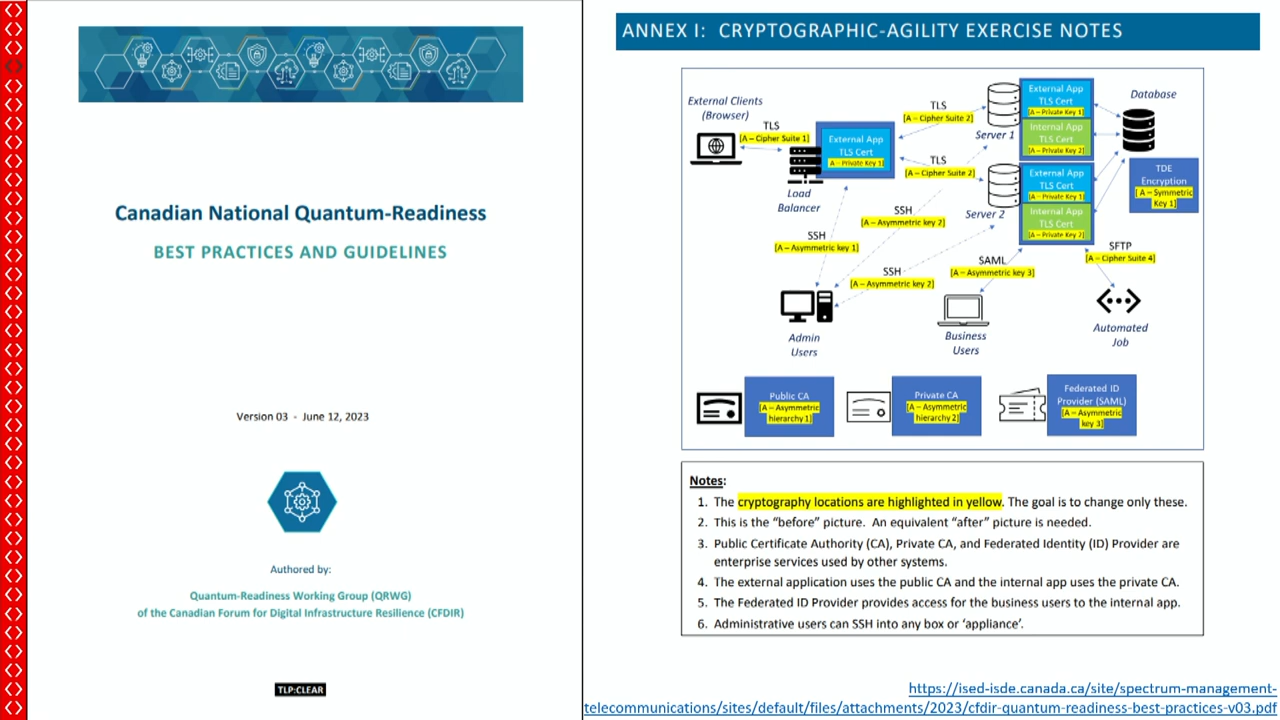 Canadian National Quantum-Readiness
BEST PRACTICES AND GUIDELINES
Version 03 - June 12, 2023
Authored by:
Quantum-Readiness Working Group (QRWG)
of the Canadian Forum for Digital Infrastructure Resilience (CFDIR)
TLP:CLEAR
ANNEX I: CRYPTOGRAPHIC-AGILITY EXERCISE NOTES
External Clients
(Browser)
TLS
[A – Cipher Suite 1]
External App
TLS Cert
[A – Private Key 1]
Load
Balancer
TLS
[A – Cipher Suite 2]
TLS
[A – Cipher Suite 2]
Server 1
External App
TLS Cert
[A – Private Key 1]
Internal App
TLS Cert
[A – Private Key 2]
Database
TDE
Encryption
[ A – Symmetric
Key 1]
Server 2
External App
TLS Cert
[A – Private Key 1]
Internal App
TLS Cert
[A – Private Key 2]
SSH
[A – Asymmetric key 2]
SSH
[A – Asymmetric key 1]
SSH
[A – Asymmetric key 2]
SAML
[A – Asymmetric key 3]
SFTP
[A – Cipher Suite 4]
Admin
Users
Business
Users
Automated
Job
Public CA
[A – Asymmetric
hierarchy 1]
Private CA
[A – Asymmetric
hierarchy 2]
Federated ID
Provider (SAML)
[A – Asymmetric
key 3]
Notes:
1. The cryptography locations are highlighted in yellow. The goal is to change only these.
2. This is the “before” picture. An equivalent “after” picture is needed.
3. Public Certificate Authority (CA), Private CA, and Federated Identity (ID) Provider are
enterprise services used by other systems.
4. The external application uses the public CA and the internal app uses the private CA.
5. The Federated ID Provider provides access for the business users to the internal app.
6. Administrative users can SSH into any box or ‘appliance’.
https://ised-isde.canada.ca/site/spectrum-management-
telecommunications/sites/default/files/attachments/2023/cfdir-quantum-readiness-best-practices-v03.pdf